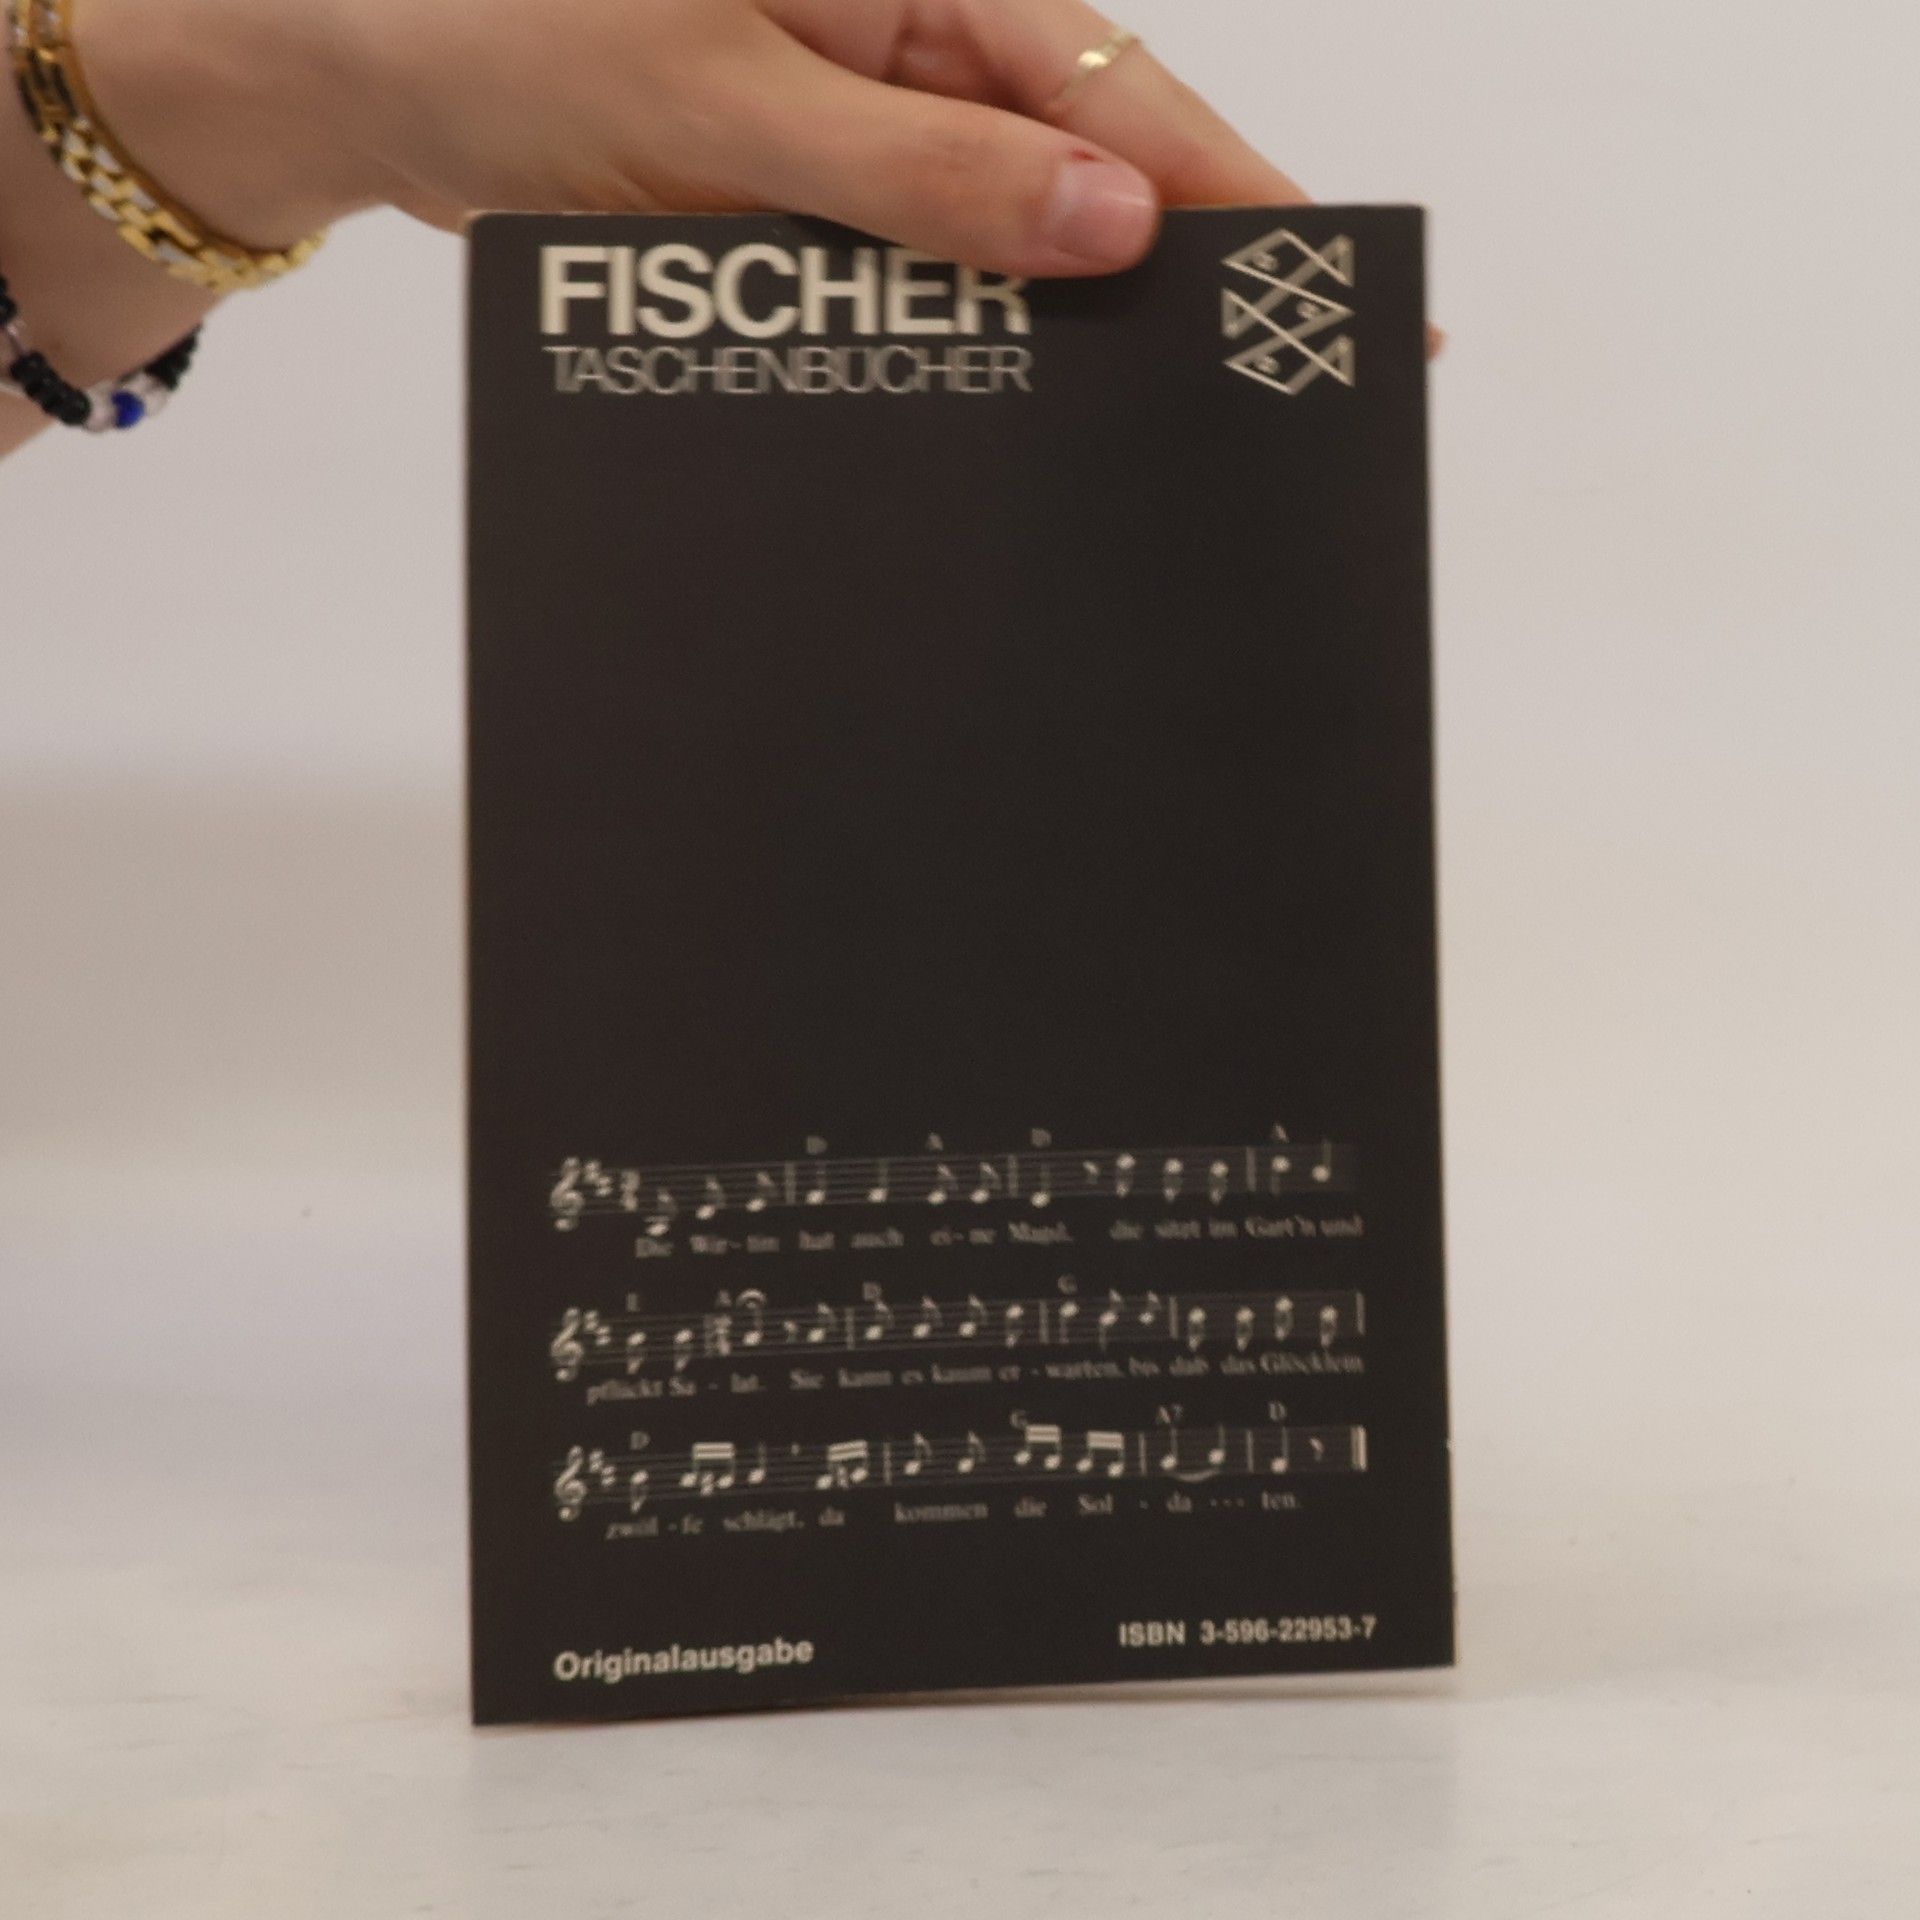 FISCHER
TASCHENBÜCHER
D A D A
Die Wir-tin hat auch ei-ne Magd, die sitzt im Gart'n und
E A D G
pflückt Sa - lat. Sie kann es kaum er - warten, bis daß das Glöcklein
D G A7 D
zwölf - fe schlägt, da kommen die Sol - da - - - ten.
Originalausgabe
ISBN 3-596-22953-7